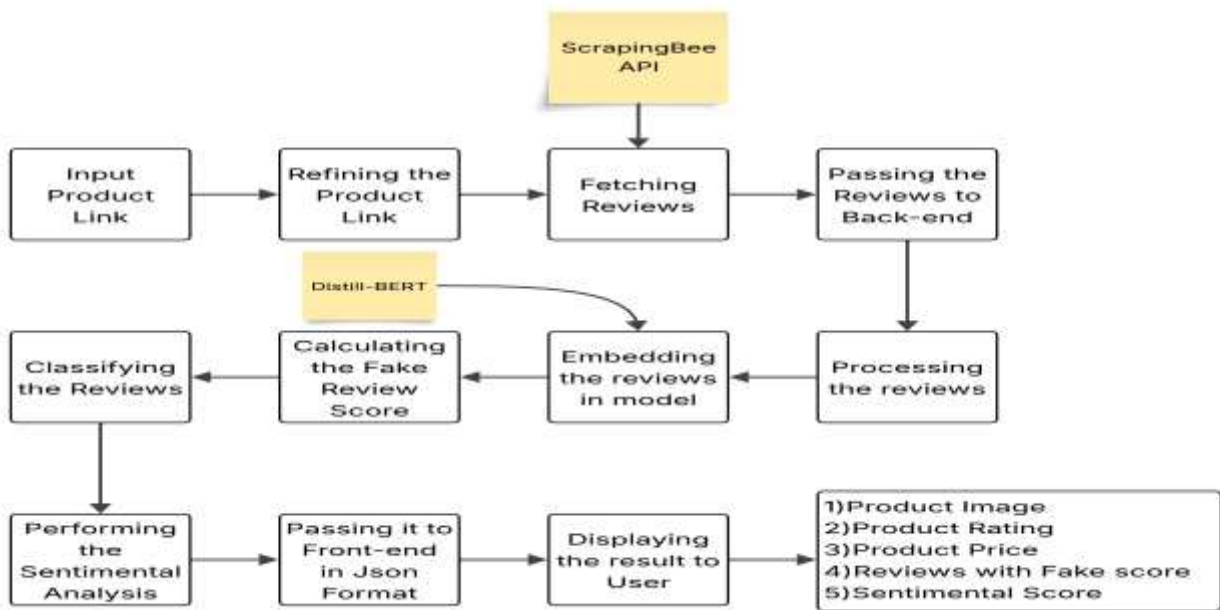 ScrapingBee
API
Input
Product
Link
Refining the
Product
Link
Fetching
Reviews
Passing the
Reviews to
Back-end
Distill-BERT
Classifying
the Reviews
Calculating
the Fake
Review
Score
Embedding
the reviews
in model
Processing
the reviews
Performing
the
Sentimental
Analysis
Passing it to
Front-end
in Json
Format
Displaying
the result to
User
1)Product Image
2)Product Rating
3)Product Price
4)Reviews with Fake score
5)Sentimental Score